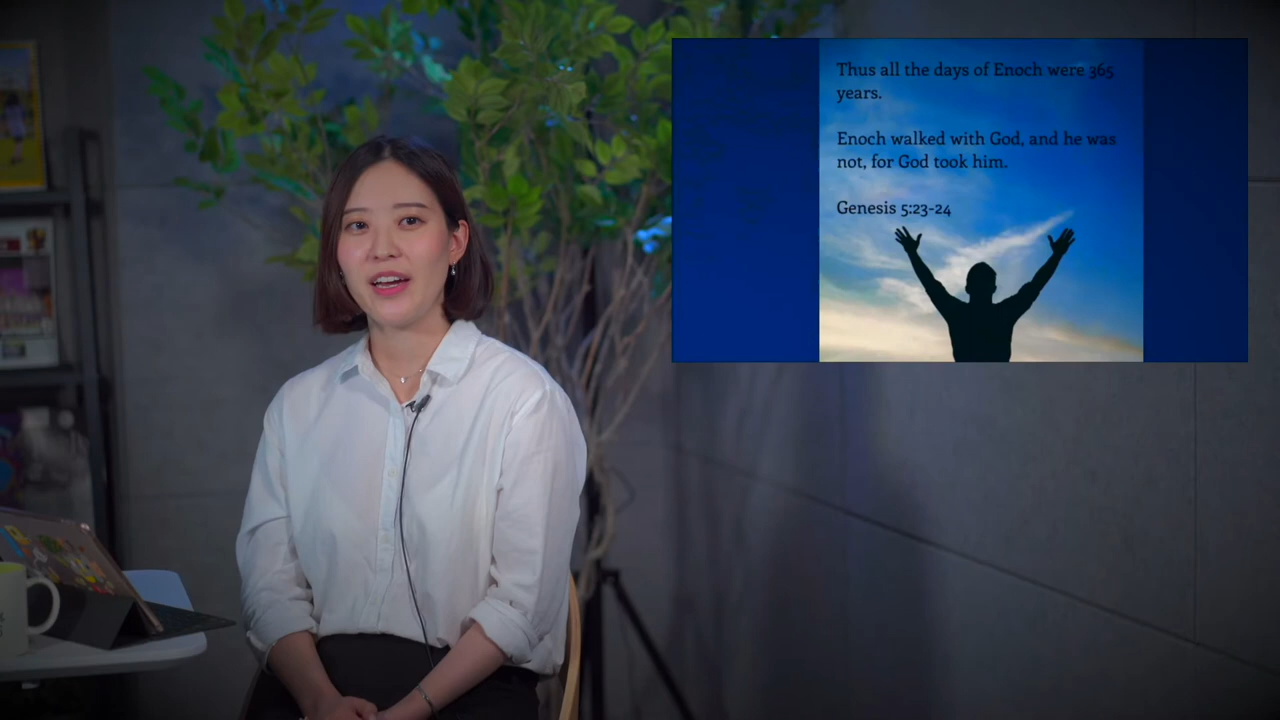 Thus all the days of Enoch were 365
years.
Enoch walked with God, and he was
not, for God took him.
Genesis 5:23-24